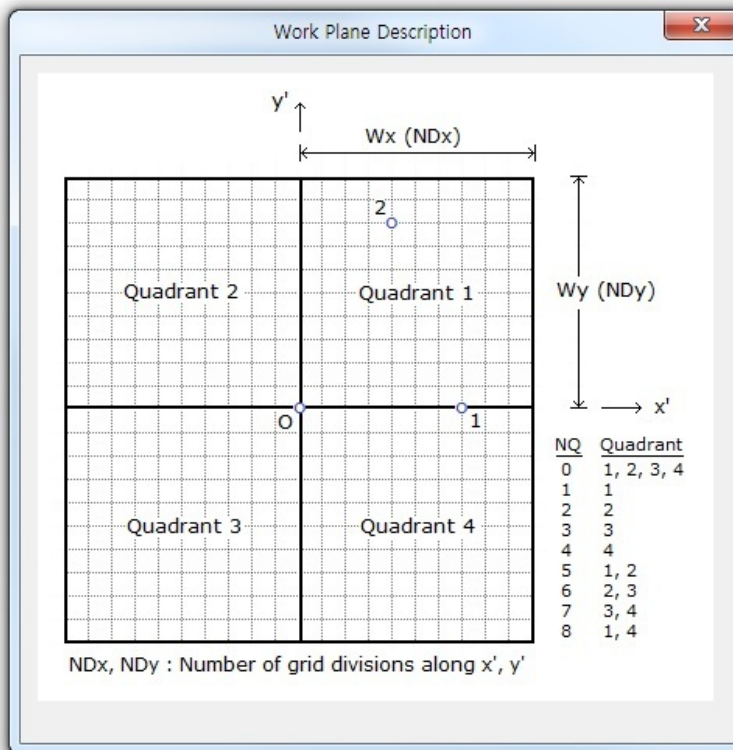 Work Plane Description
x
y'
Wx (NDx)
2
Quadrant 2
Quadrant 1
Wy (NDy)
x'
O
1
NQ Quadrant
0 1, 2, 3, 4
1 1
2 2
3 3
4 4
5 1, 2
6 2, 3
7 3, 4
8 1, 4
Quadrant 3
Quadrant 4
NDx, NDy : Number of grid divisions along x', y'